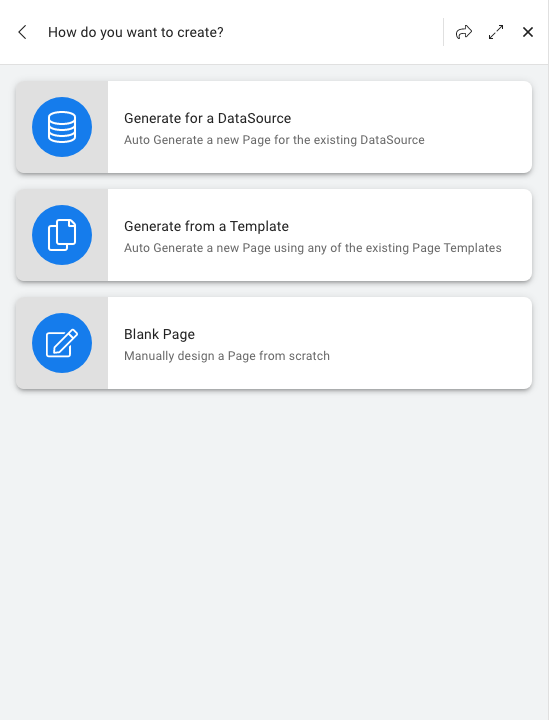 How do you want to create?
Generate for a DataSource
Auto Generate a new Page for the existing DataSource
Generate from a Template
Auto Generate a new Page using any of the existing Page Templates
Blank Page
Manually design a Page from scratch